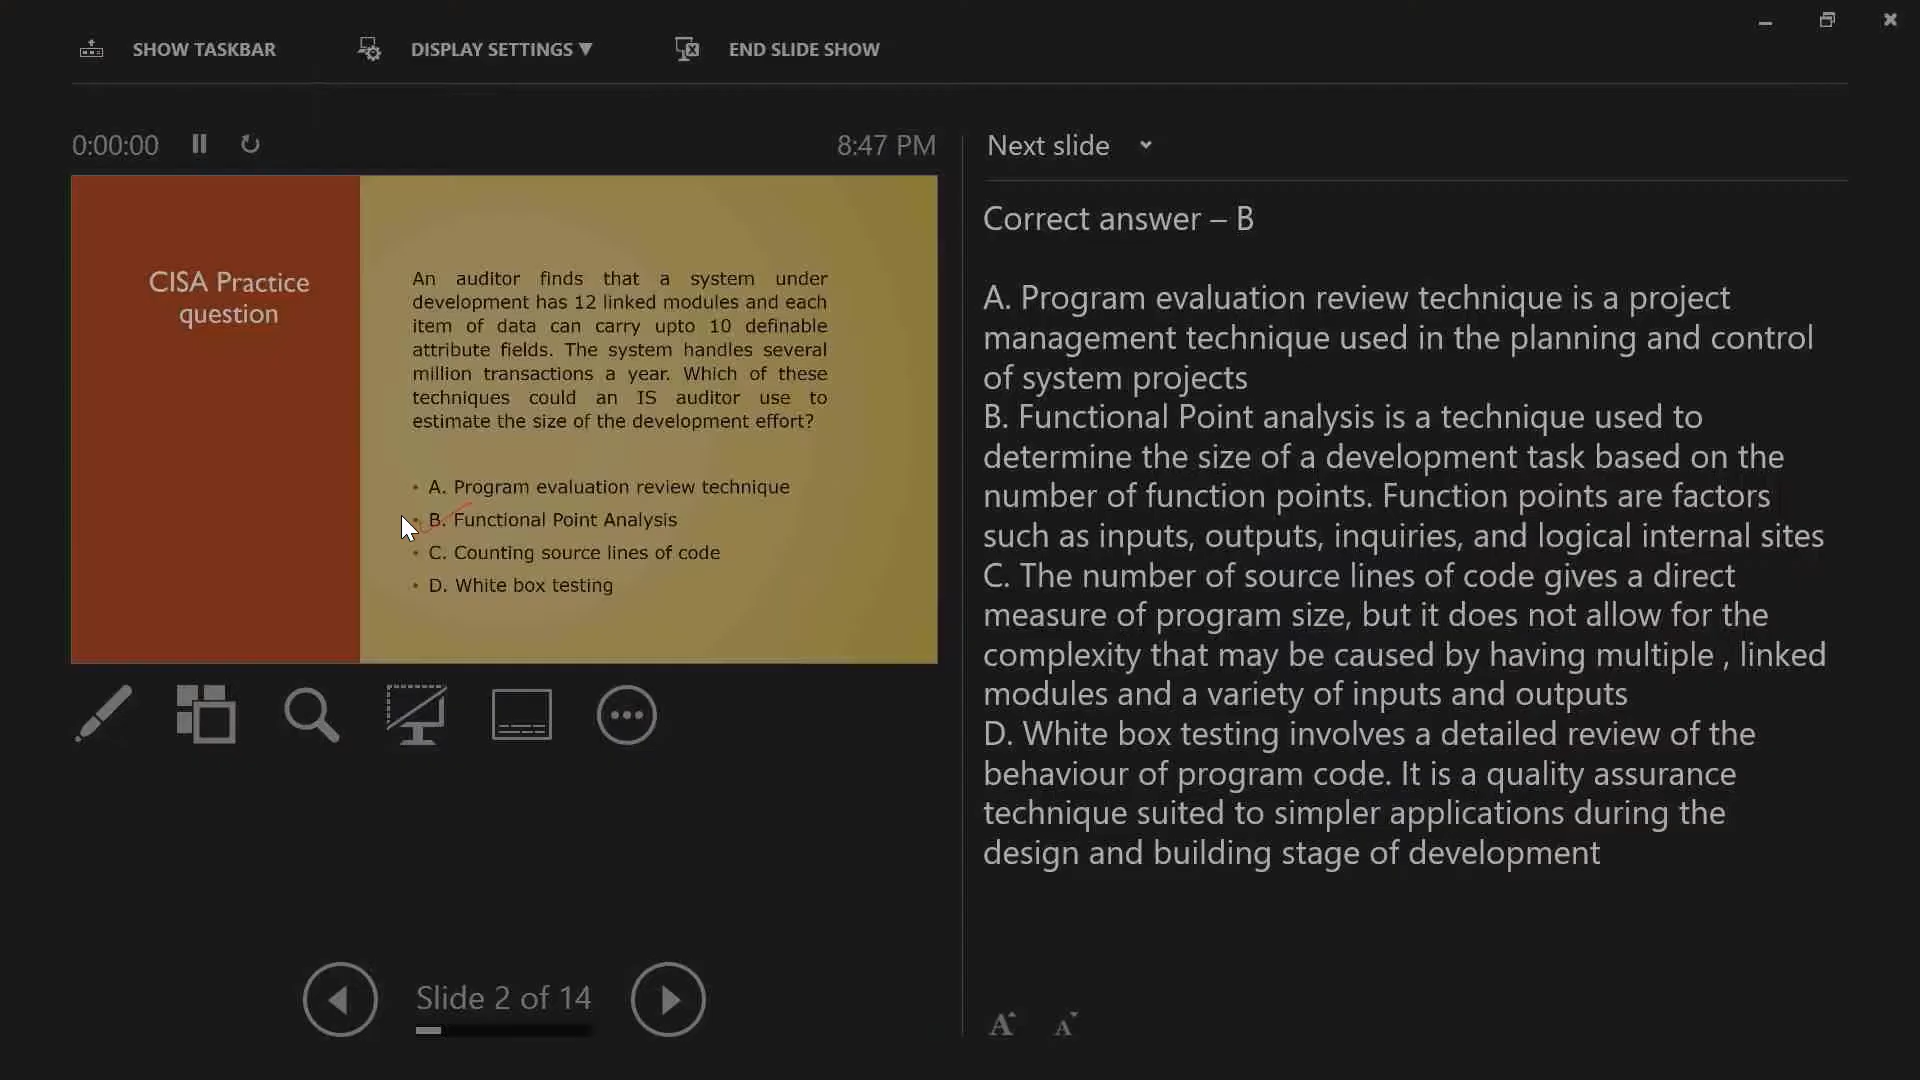 SHOW TASKBAR
DISPLAY SETTINGS ▼
END SLIDE SHOW
0:00:00
8:47 PM
Next slide
CISA Practice
question
An auditor finds that a system under
development has 12 linked modules and each
item of data can carry upto 10 definable
attribute fields. The system handles several
million transactions a year. Which of these
techniques could an IS auditor use to
estimate the size of the development effort?
• A. Program evaluation review technique
• B. Functional Point Analysis
• C. Counting source lines of code
• D. White box testing
Correct answer – B
A. Program evaluation review technique is a project
management technique used in the planning and control
of system projects
B. Functional Point analysis is a technique used to
determine the size of a development task based on the
number of function points. Function points are factors
such as inputs, outputs, inquiries, and logical internal sites
C. The number of source lines of code gives a direct
measure of program size, but it does not allow for the
complexity that may be caused by having multiple , linked
modules and a variety of inputs and outputs
D. White box testing involves a detailed review of the
behaviour of program code. It is a quality assurance
technique suited to simpler applications during the
design and building stage of development
Slide 2 of 14
A A